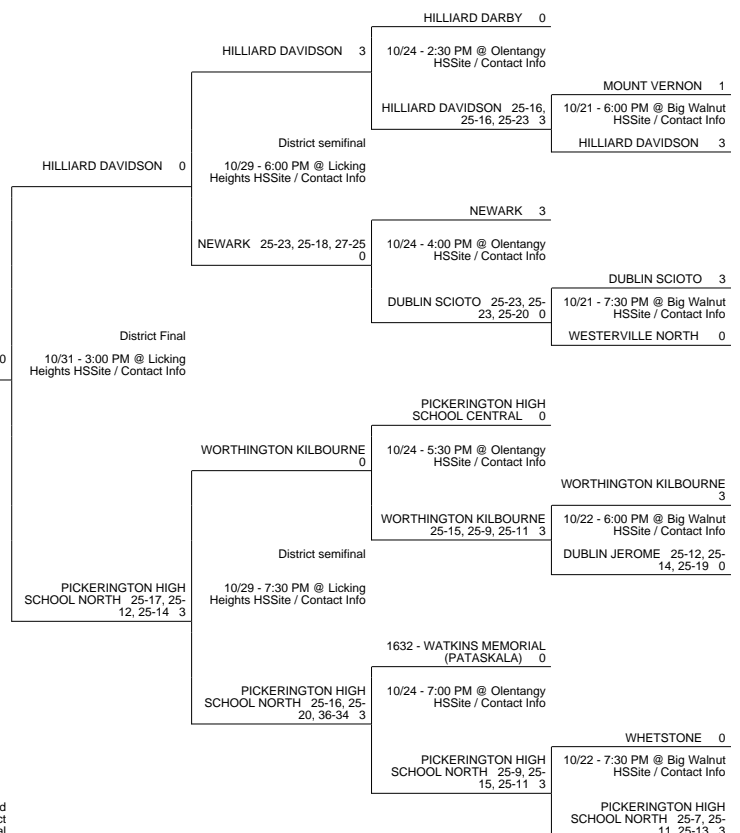 HILLIARD DARBY 0
HILLIARD DAVIDSON 3
10/24 - 2:30 PM @ Olentangy
HSSite / Contact Info
MOUNT VERNON 1
HILLIARD DAVIDSON 25-16,
25-16, 25-23 3
10/21 - 6:00 PM @ Big Walnut
HSSite / Contact Info
HILLIARD DAVIDSON 3
District semifinal
HILLIARD DAVIDSON 0
10/29 - 6:00 PM @ Licking
Heights HSSite / Contact Info
NEWARK 3
NEWARK 25-23, 25-18, 27-25
0
10/24 - 4:00 PM @ Olentangy
HSSite / Contact Info
DUBLIN SCIOTO 3
DUBLIN SCIOTO 25-23, 25-
23, 25-20 0
10/21 - 7:30 PM @ Big Walnut
HSSite / Contact Info
WESTERVILLE NORTH 0
District Final
0
10/31 - 3:00 PM @ Licking
Heights HSSite / Contact Info
PICKERINGTON HIGH
SCHOOL CENTRAL 0
WORTHINGTON KILBOURNE
0
10/24 - 5:30 PM @ Olentangy
HSSite / Contact Info
WORTHINGTON KILBOURNE
3
WORTHINGTON KILBOURNE
25-15, 25-9, 25-11 3
10/22 - 6:00 PM @ Big Walnut
HSSite / Contact Info
DUBLIN JEROME 25-12, 25-
14, 25-19 0
District semifinal
PICKERINGTON HIGH
SCHOOL NORTH 25-17, 25-
12, 25-14 3
10/29 - 7:30 PM @ Licking
Heights HSSite / Contact Info
1632 - WATKINS MEMORIAL
(PATASKALA) 0
PICKERINGTON HIGH
SCHOOL NORTH 25-16, 25-
20, 36-34 3
10/24 - 7:00 PM @ Olentangy
HSSite / Contact Info
WHETSTONE 0
PICKERINGTON HIGH
SCHOOL NORTH 25-9, 25-
15, 25-11 3
10/22 - 7:30 PM @ Big Walnut
HSSite / Contact Info
PICKERINGTON HIGH
SCHOOL NORTH 25-7, 25-
11, 25-13 3